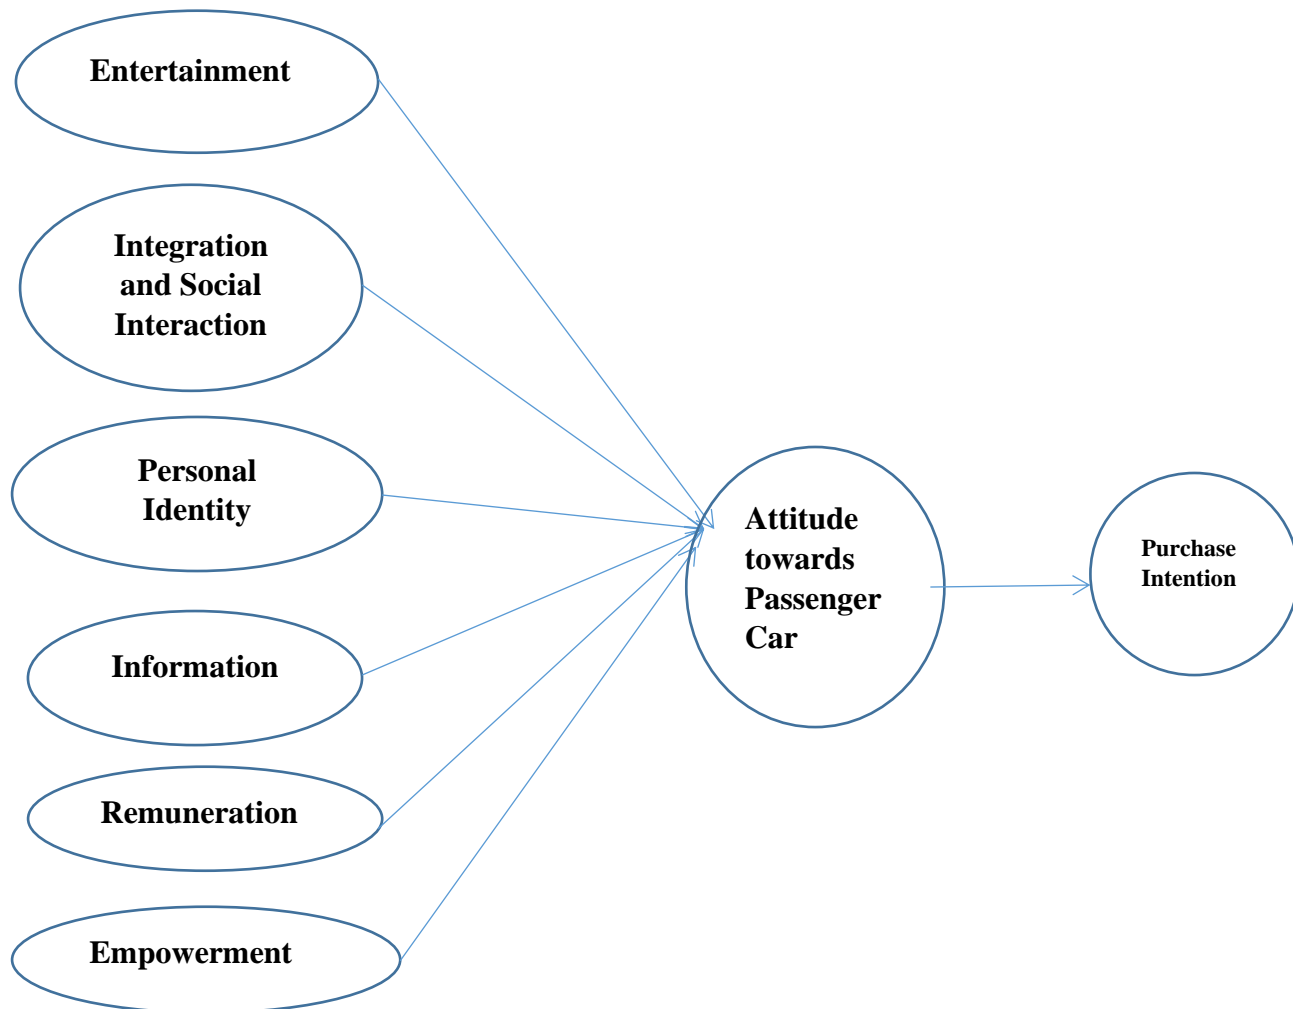 Entertainment
Integration
and Social
Interaction
Personal
Identity
Information
Remuneration
Empowerment
Attitude
towards
Passenger
Car
Purchase
Intention